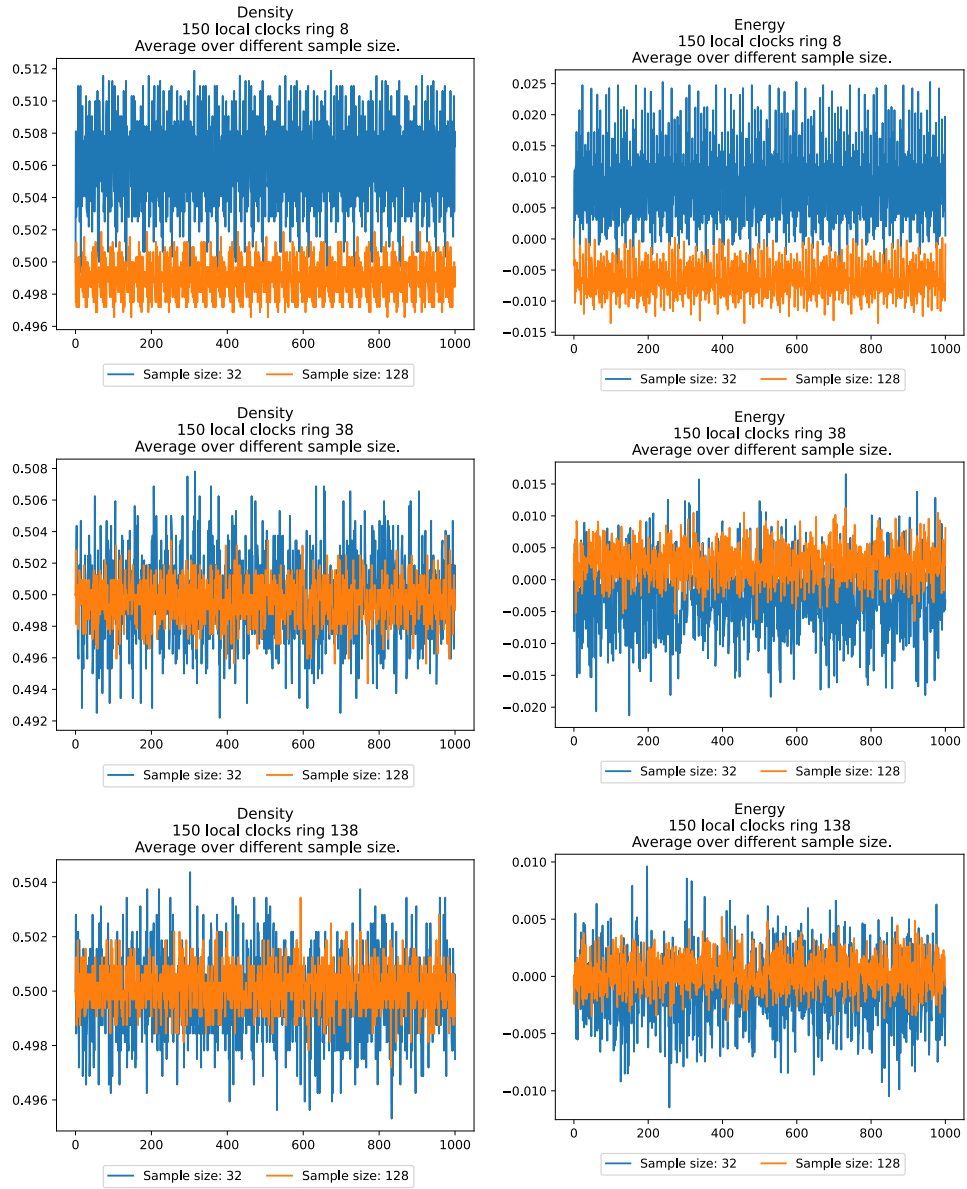 Density
150 local clocks ring 8
Average over different sample size.
0.512
0.510
0.508
0.506
0.504
0.502
0.500
0.498
0.496
0 200 400 600 800 1000
Sample size: 32 Sample size: 128
Energy
150 local clocks ring 8
Average over different sample size.
0.025
0.020
0.015
0.010
0.005
0.000
−0.005
−0.010
−0.015
0 200 400 600 800 1000
Sample size: 32 Sample size: 128
Density
150 local clocks ring 38
Average over different sample size.
0.508
0.506
0.504
0.502
0.500
0.498
0.496
0.494
0.492
0 200 400 600 800 1000
Sample size: 32 Sample size: 128
Energy
150 local clocks ring 38
Average over different sample size.
0.015
0.010
0.005
0.000
−0.005
−0.010
−0.015
−0.020
0 200 400 600 800 1000
Sample size: 32 Sample size: 128
Density
150 local clocks ring 138
Average over different sample size.
0.504
0.502
0.500
0.498
0.496
0 200 400 600 800 1000
Sample size: 32 Sample size: 128
Energy
150 local clocks ring 138
Average over different sample size.
0.010
0.005
0.000
−0.005
−0.010
0 200 400 600 800 1000
Sample size: 32 Sample size: 128